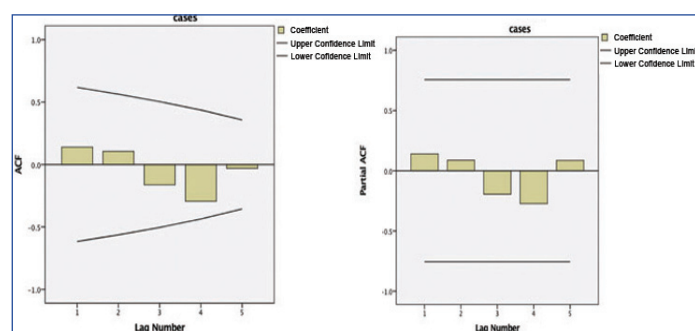 cases
Coefficient
Upper Confidence Limit
Lower Cofidence Limit
1.0
0.5
0.0
-0.5
-1.0
ACF
1 2 3 4 5
Lag Number
cases
Coefficient
Upper Confidence Limit
Lower Cofidence Limit
1.0
0.5
0.0
-0.5
-1.0
Partial ACF
1 2 3 4 5
Lag Number